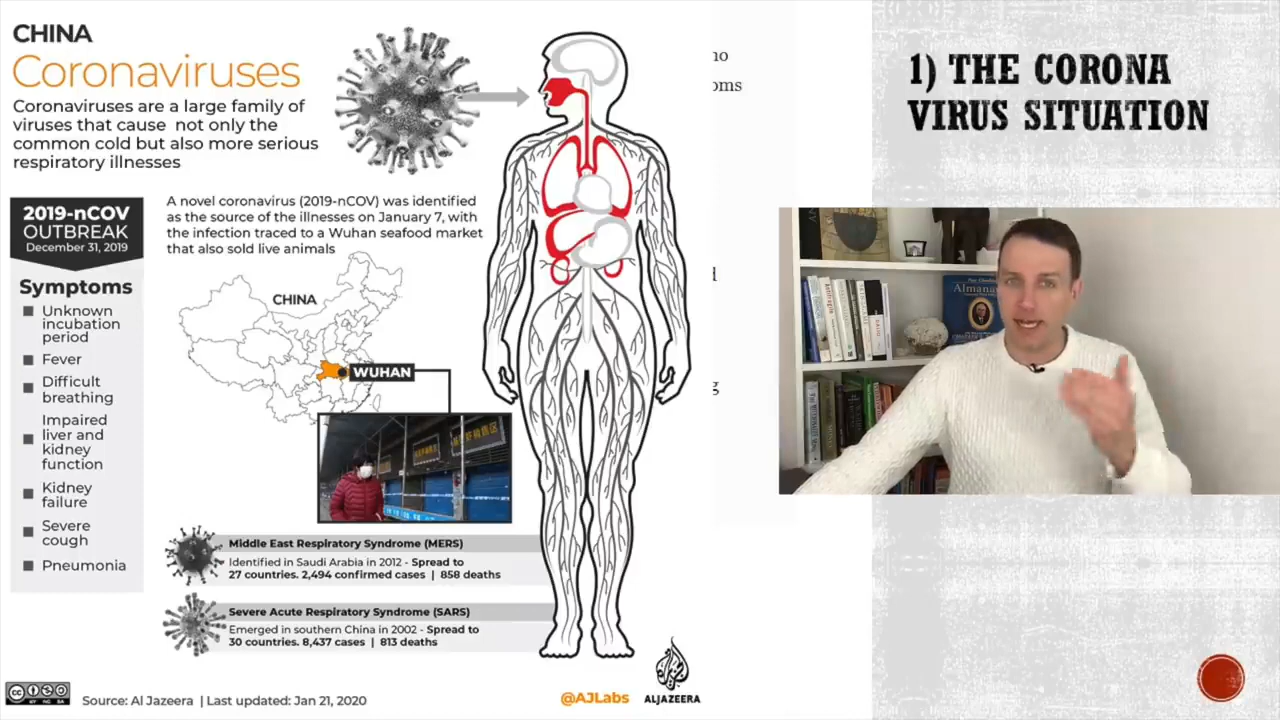 CHINA
Coronaviruses
Coronaviruses are a large family of
viruses that cause not only the
common cold but also more serious
respiratory illnesses
2019-nCOV
OUTBREAK
December 31, 2019
Symptoms
Unknown
incubation
period
Fever
Difficult
breathing
Impaired
liver and
kidney
function
Kidney
failure
Severe
cough
Pneumonia
A novel coronavirus (2019-nCOV) was identified
as the source of the illnesses on January 7, with
the infection traced to a Wuhan seafood market
that also sold live animals
CHINA
WUHAN
Middle East Respiratory Syndrome (MERS)
Identified in Saudi Arabia in 2012 - Spread to
27 countries. 2,494 confirmed cases | 858 deaths
Severe Acute Respiratory Syndrome (SARS)
Emerged in southern China in 2002 - Spread to
30 countries. 8,437 cases | 813 deaths
Source: Al Jazeera | Last updated: Jan 21, 2020
@AJLabs
ALJAZEERA
oms
1) THE CORONA
VIRUS SITUATION
Almana